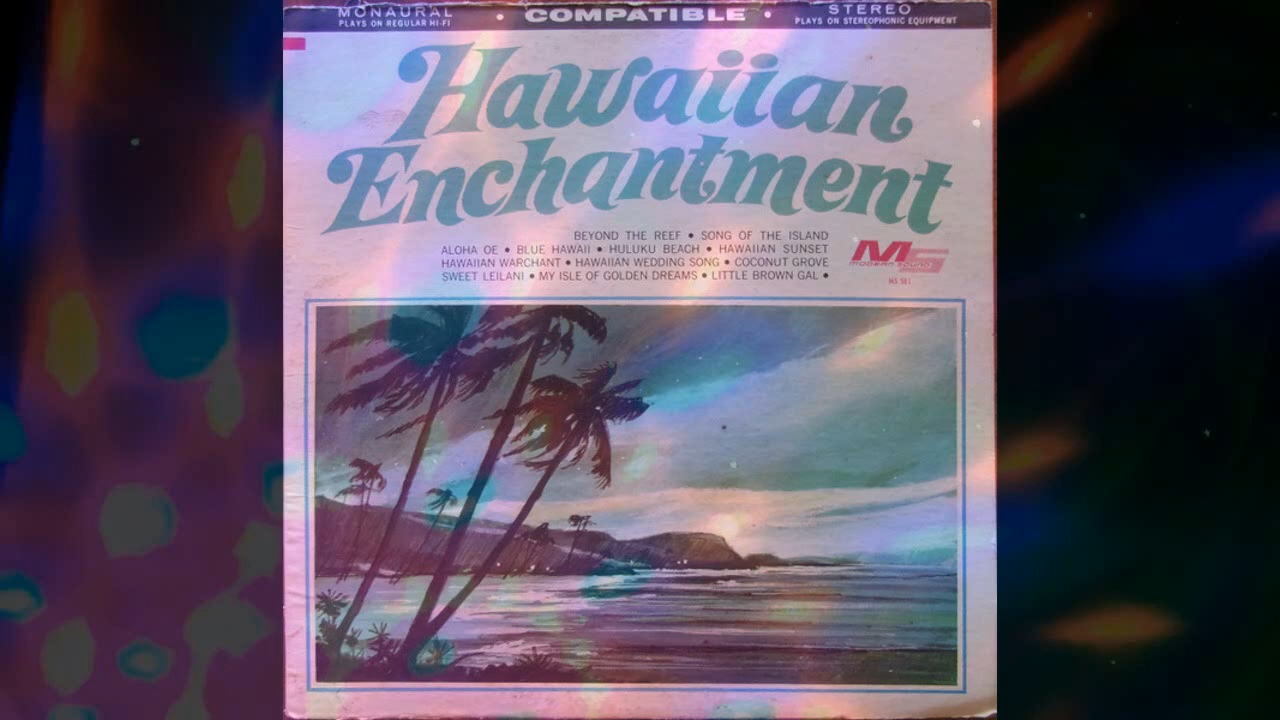 MONAURAL
PLAYS ON REGULAR HI-FI
• COMPATIBLE •
STEREO
PLAYS ON STEREOPHONIC EQUIPMENT
Hawaiian
Enchantment
BEYOND THE REEF • SONG OF THE ISLAND
ALOHA OE • BLUE HAWAII • HULUKU BEACH • HAWAIIAN SUNSET
HAWAIIAN WARCHANT • HAWAIIAN WEDDING SONG • COCONUT GROVE
SWEET LEILANI • MY ISLE OF GOLDEN DREAMS • LITTLE BROWN GAL •
MS
MODERN SOUND